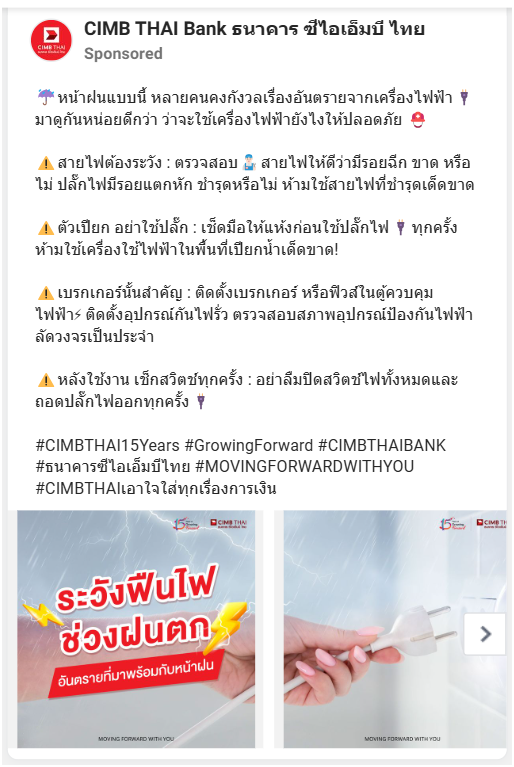 CIMB THAI Bank ธนาคาร ซีไอเอ็มบี ไทย
Sponsored
CIMB THAI
☔ หน้าฝนแบบนี้ หลายคนคงกังวลเรื่องอันตรายจากเครื่องไฟฟ้า 🔌
มาดูกันหน่อยดีกว่า ว่าจะใช้เครื่องไฟฟ้ายังไงให้ปลอดภัย ⛑️
⚠️ สายไฟต้องระวัง : ตรวจสอบ 👨🏻‍🔧 สายไฟให้ดีว่ามีรอยฉีก ขาด หรือ
ไม่ ปลั๊กไฟมีรอยแตกหัก ชำรุดหรือไม่ ห้ามใช้สายไฟที่ชำรุดเด็ดขาด
⚠️ ตัวเปียก อย่าใช้ปลั๊ก : เช็ดมือให้แห้งก่อนใช้ปลั๊กไฟ 🔌 ทุกครั้ง
ห้ามใช้เครื่องใช้ไฟฟ้าในพื้นที่เปียกน้ำเด็ดขาด!
⚠️ เบรกเกอร์นั้นสำคัญ : ติดตั้งเบรกเกอร์ หรือฟิวส์ในตู้ควบคุม
ไฟฟ้า⚡ ติดตั้งอุปกรณ์กันไฟรั่ว ตรวจสอบสภาพอุปกรณ์ป้องกันไฟฟ้า
ลัดวงจรเป็นประจำ
⚠️ หลังใช้งาน เช็กสวิตช์ทุกครั้ง : อย่าลืมปิดสวิตช์ไฟทั้งหมดและ
ถอดปลั๊กไฟออกทุกครั้ง 🔌
#CIMBTHAI15Years #GrowingForward #CIMBTHAIBANK
#ธนาคารซีไอเอ็มบีไทย #MOVINGFORWARDWITHYOU
#CIMBTHAIเอาใจใส่ทุกเรื่องการเงิน
CIMB THAI
ระวังฟืนไฟ
ช่วงฝนตก
อันตรายที่มาพร้อมกับหน้าฝน
MOVING FORWARD WITH YOU
CIMB TH
MOVING FORWARD WITH YOU